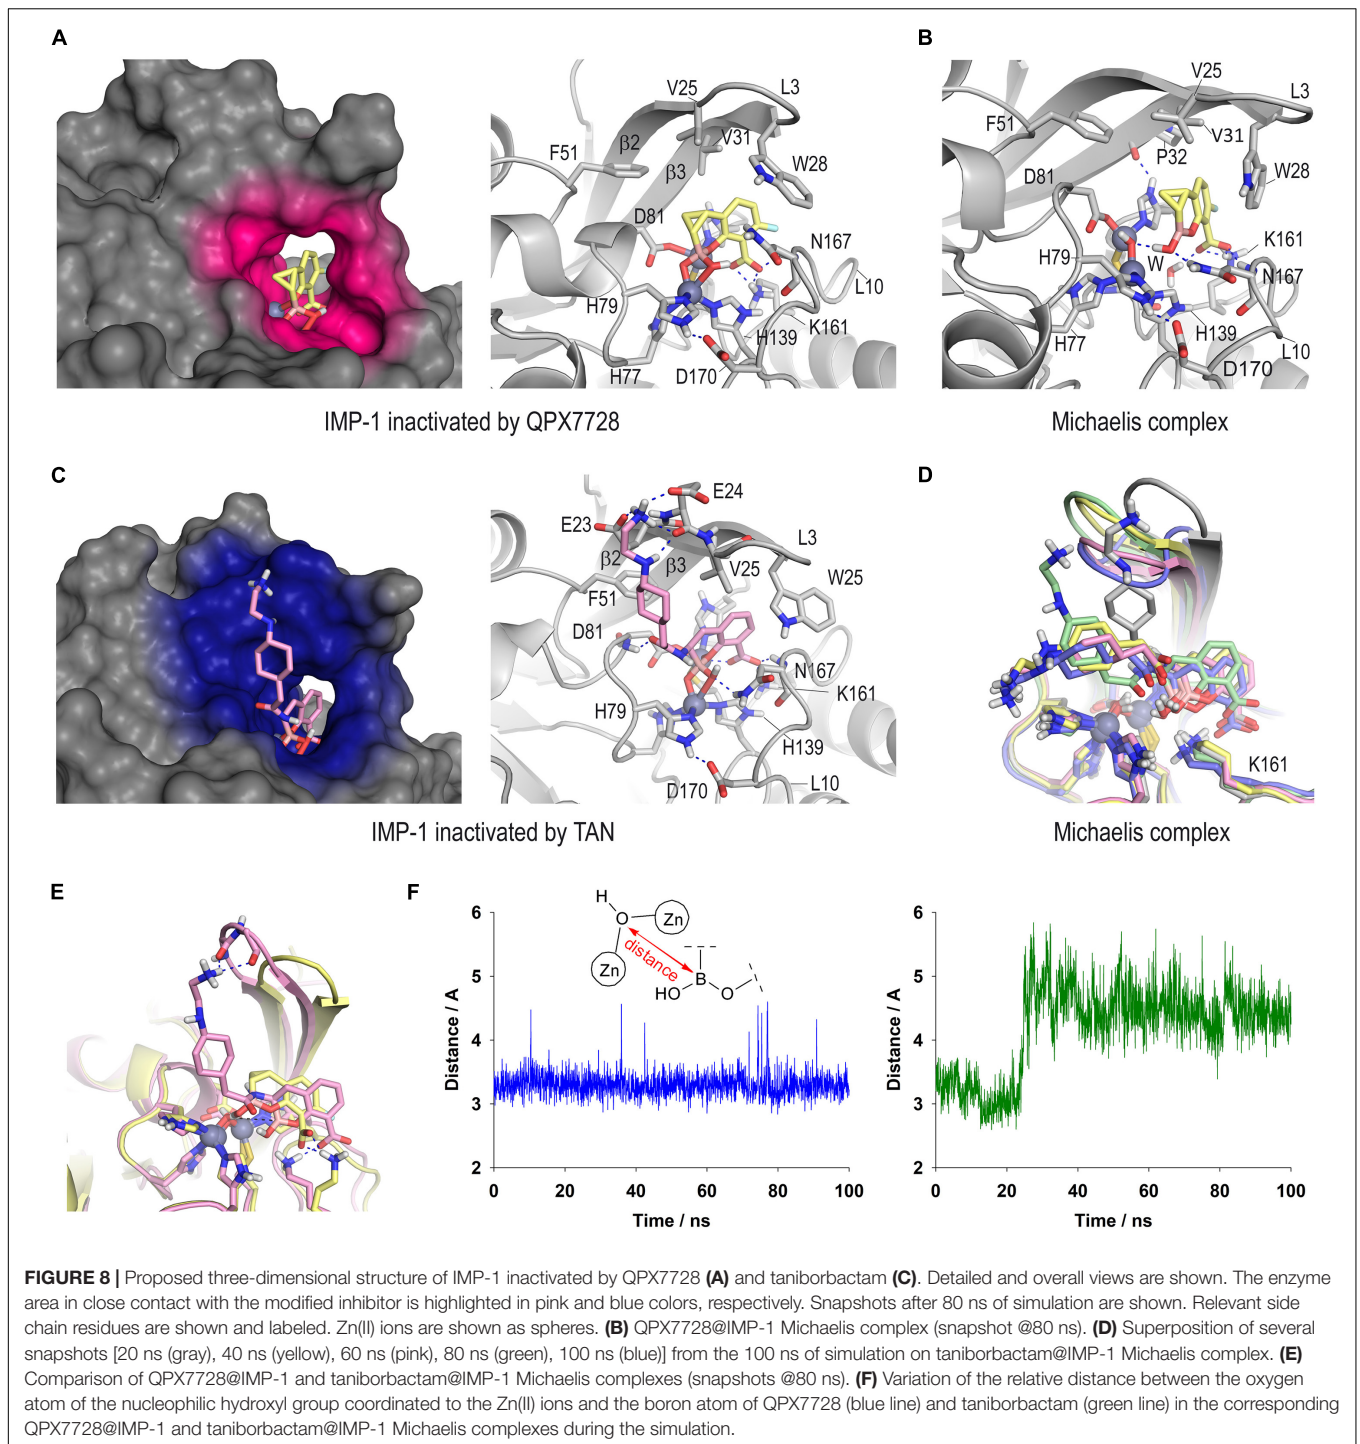 A
V25
L3
β2
V31
F51
β3
W28
D81
N167
L10
H79
K161
H139
H77
D170
IMP-1 inactivated by QPX7728
B
V25
L3
F51
V31
P32
W28
D81
K161
H79
W
N167
H139
H77
L10
D170
Michaelis complex
C
E24
E23
L3
β2
β3
V25
W25
F51
D81
N167
K161
H79
H139
D170
L10
IMP-1 inactivated by TAN
D
K161
Michaelis complex
E
F
6
5
4
3
2
Distance / A
H
O
Zn
Zn
distance
B
HO
O
0
20
40
60
80
100
Time / ns
6
5
4
3
2
Distance / A
0
20
40
60
80
100
Time / ns
FIGURE 8 | Proposed three-dimensional structure of IMP-1 inactivated by QPX7728 (A) and taniborbactam (C). Detailed and overall views are shown. The enzyme
area in close contact with the modified inhibitor is highlighted in pink and blue colors, respectively. Snapshots after 80 ns of simulation are shown. Relevant side
chain residues are shown and labeled. Zn(II) ions are shown as spheres. (B) QPX7728@IMP-1 Michaelis complex (snapshot @80 ns). (D) Superposition of several
snapshots [20 ns (gray), 40 ns (yellow), 60 ns (pink), 80 ns (green), 100 ns (blue)] from the 100 ns of simulation on taniborbactam@IMP-1 Michaelis complex. (E)
Comparison of QPX7728@IMP-1 and taniborbactam@IMP-1 Michaelis complexes (snapshots @80 ns). (F) Variation of the relative distance between the oxygen
atom of the nucleophilic hydroxyl group coordinated to the Zn(II) ions and the boron atom of QPX7728 (blue line) and taniborbactam (green line) in the corresponding
QPX7728@IMP-1 and taniborbactam@IMP-1 Michaelis complexes during the simulation.